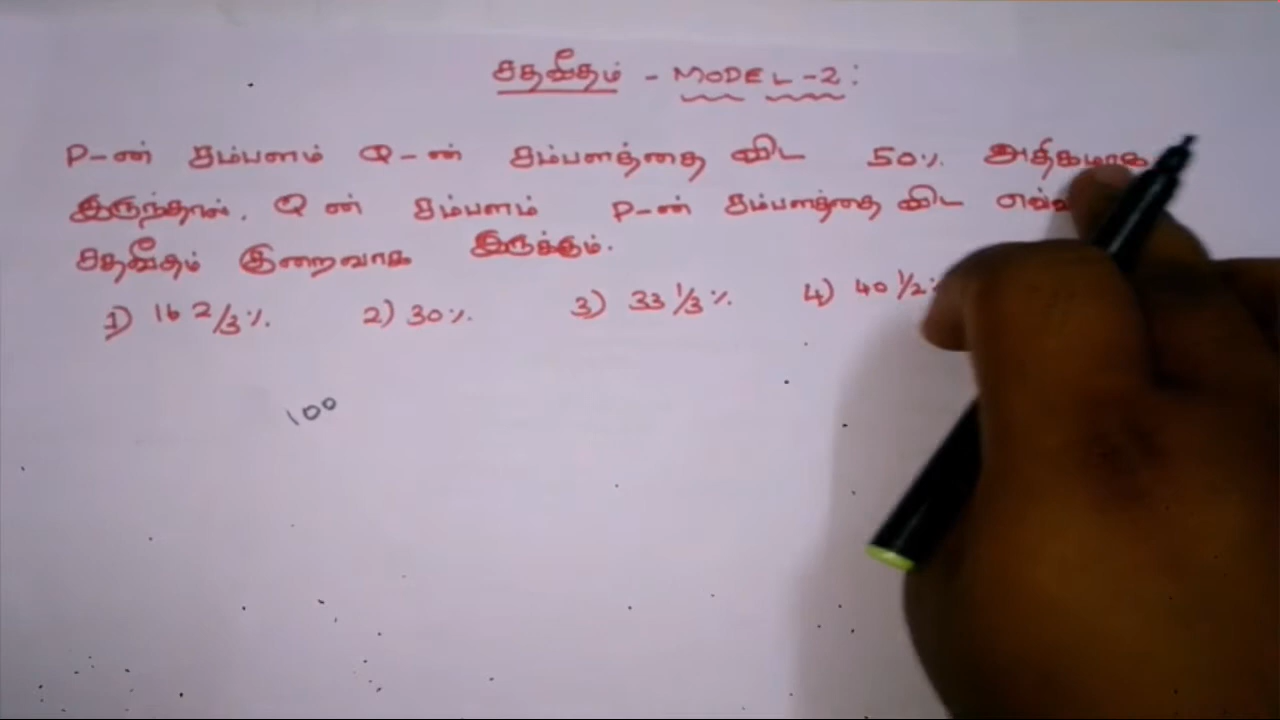 சதவீதம் - MODEL-2:
P-ன் சம்பளம் Q-ன் சம்பளத்தை விட 50% அதிகமாக
இருந்தால், Q ன் சம்பளம் P-ன் சம்பளத்தை விட
சதவீதம் குறைவாக இருக்கும்.
1) 16 2/3% 2) 30% 3) 33 1/3% 4) 40 1/2%
100